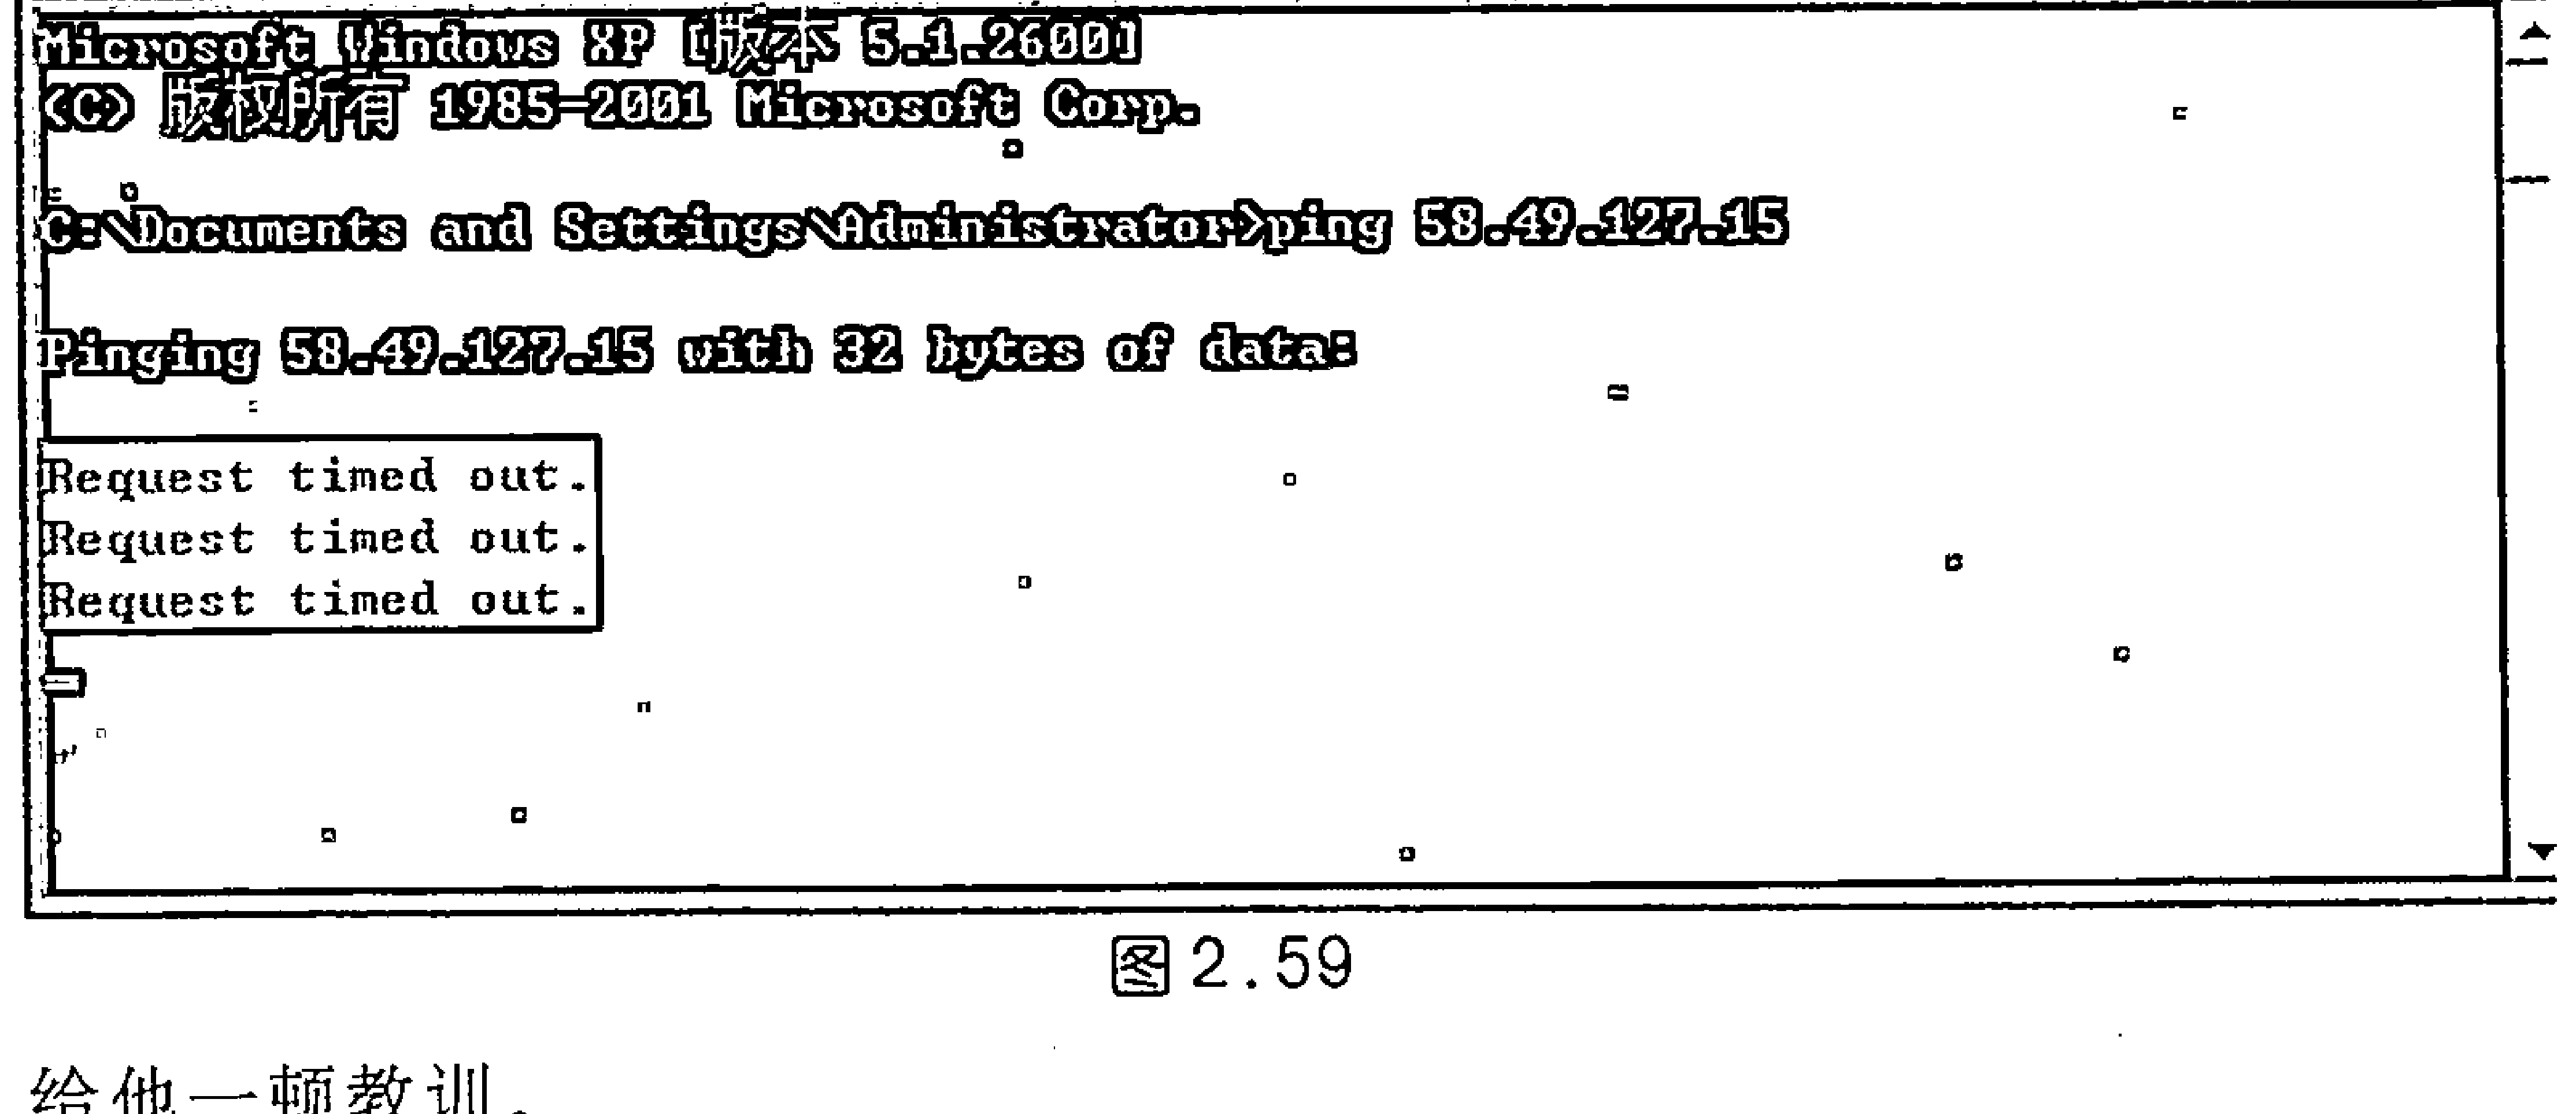 Microsoft Windows XP [版本 5.1.2600]
(C) 版权所有 1985-2001 Microsoft Corp.
C:\Documents and Settings\Administrator>ping 58.49.127.15
Pinging 58.49.127.15 with 32 bytes of data:
Request timed out.
Request timed out.
Request timed out.
图2.59
给他一顿教训.